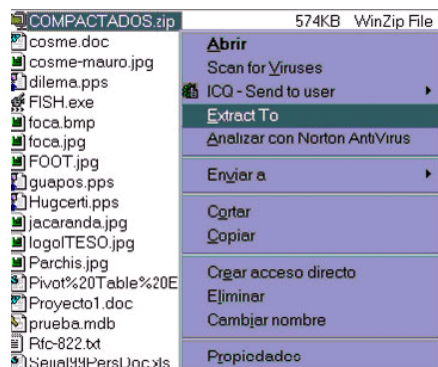 COMPACTADOS.zip 574KB WinZip File
cosme.doc
cosme-mauro.jpg
dilema.pps
FISH.exe
foca.bmp
foca.jpg
FOOT.jpg
guapos.pps
Hugcerti.pps
jacaranda.jpg
logoITESO.jpg
Parchis.jpg
Pivot%20Table%20E
Proyecto1.doc
prueba.mdb
Rfc-822.txt
Abrir
Scan for Viruses
ICQ - Send to user
Extract To
Analizar con Norton AntiVirus
Enviar a
Cortar
Copiar
Crear acceso directo
Eliminar
Cambiar nombre
Propiedades